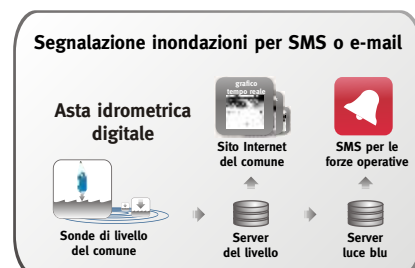 Segnalazione inondazioni per SMS o e-mail
grafico
tempo reale
Asta idrometrica
digitale
Sito Internet
del comune
SMS per le
forze operative
Sonde di livello
del comune
Server
del livello
Server
luce blu